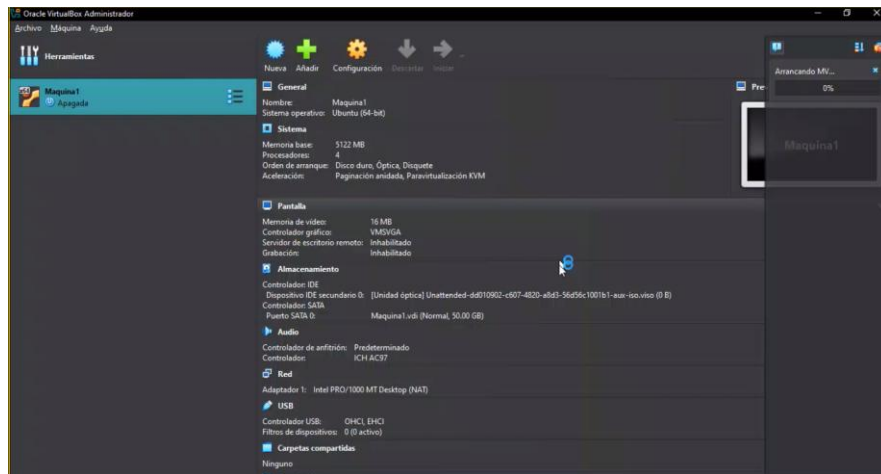 Oracle VirtualBox Administrador
Archivo Máquina Ayuda
Herramientas
Nueva Añadir Configuración Descartar Iniciar
Maquina1
Apagada
General
Nombre: Maquina1
Sistema operativo: Ubuntu (64-bit)
Sistema
Memoria base: 5122 MB
Procesadores: 4
Orden de arranque: Disco duro, Óptica, Disquete
Aceleración: Paginación anidada, Paravirtualización KVM
Pantalla
Memoria de vídeo: 16 MB
Controlador gráfico: VMSVGA
Servidor de escritorio remoto: Inhabilitado
Grabación: Inhabilitado
Almacenamiento
Controlador: IDE
Dispositivo IDE secundario 0: [Unidad óptica] Unattended-dd010902-c607-4820-a8d3-56d56c1001b1-aux-iso.viso (0 B)
Controlador: SATA
Puerto SATA 0: Maquina1.vdi (Normal, 50.00 GB)
Audio
Controlador de anfitrión: Predeterminado
Controlador: ICH AC97
Red
Adaptador 1: Intel PRO/1000 MT Desktop (NAT)
USB
Controlador USB: OHCI, EHCI
Filtros de dispositivos: 0 (0 activo)
Carpetas compartidas
Ninguno
Pre
Arrancando MV...
0%
Maquina1